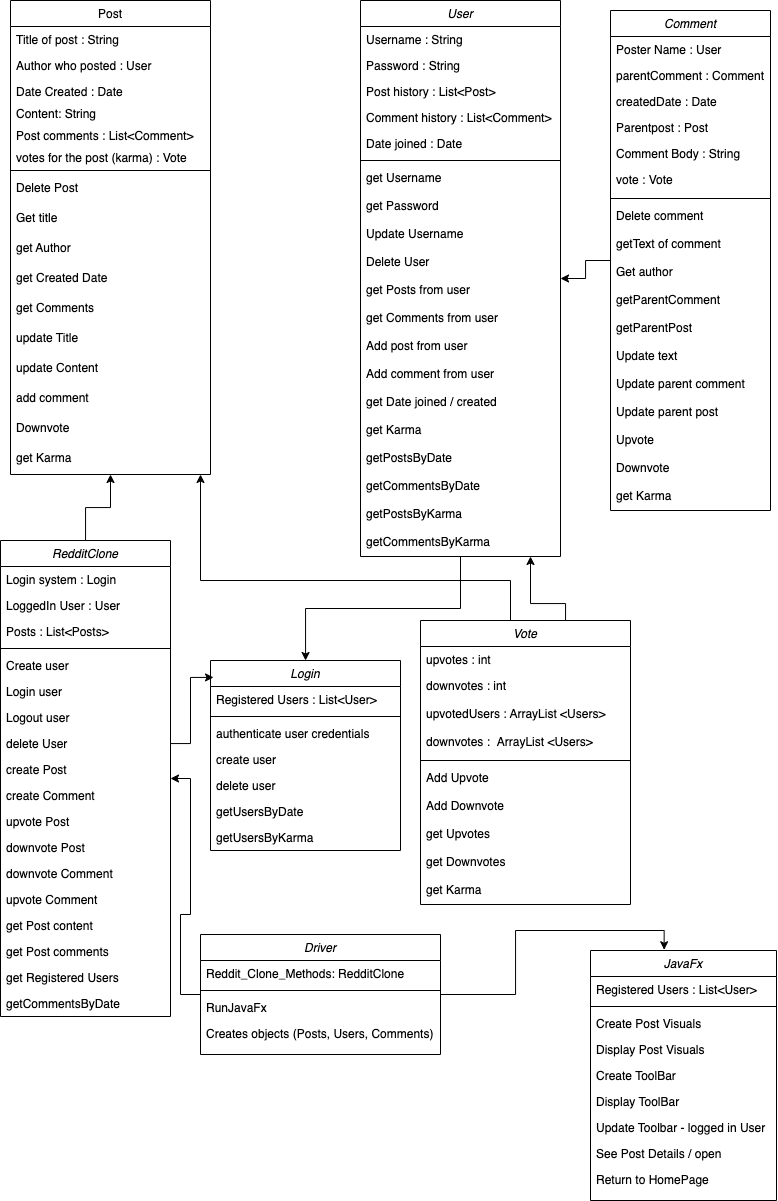 Post
Title of post : String
Author who posted : User
Date Created : Date
Content: String
Post comments : List<Comment>
votes for the post (karma) : Vote
Delete Post
Get title
get Author
get Created Date
get Comments
update Title
update Content
add comment
Downvote
get Karma
User
Username : String
Password : String
Post history : List<Post>
Comment history : List<Comment>
Date joined : Date
get Username
get Password
Update Username
Delete User
get Posts from user
get Comments from user
Add post from user
Add comment from user
get Date joined / created
get Karma
getPostsByDate
getCommentsByDate
getPostsByKarma
getCommentsByKarma
Comment
Poster Name : User
parentComment : Comment
createdDate : Date
Parentpost : Post
Comment Body : String
vote : Vote
Delete comment
getText of comment
Get author
getParentComment
getParentPost
Update text
Update parent comment
Update parent post
Upvote
Downvote
get Karma
RedditClone
Login system : Login
LoggedIn User : User
Posts : List<Posts>
Create user
Login user
Logout user
delete User
create Post
create Comment
upvote Post
downvote Post
downvote Comment
upvote Comment
get Post content
get Post comments
get Registered Users
getCommentsByDate
Login
Registered Users : List<User>
authenticate user credentials
create user
delete user
getUsersByDate
getUsersByKarma
Vote
upvotes : int
downvotes : int
upvotedUsers : ArrayList <Users>
downvotes :  ArrayList <Users>
Add Upvote
Add Downvote
get Upvotes
get Downvotes
get Karma
Driver
Reddit_Clone_Methods: RedditClone
RunJavaFx
Creates objects (Posts, Users, Comments)
JavaFx
Registered Users : List<User>
Create Post Visuals
Display Post Visuals
Create ToolBar
Display ToolBar
Update Toolbar - logged in User
See Post Details / open
Return to HomePage